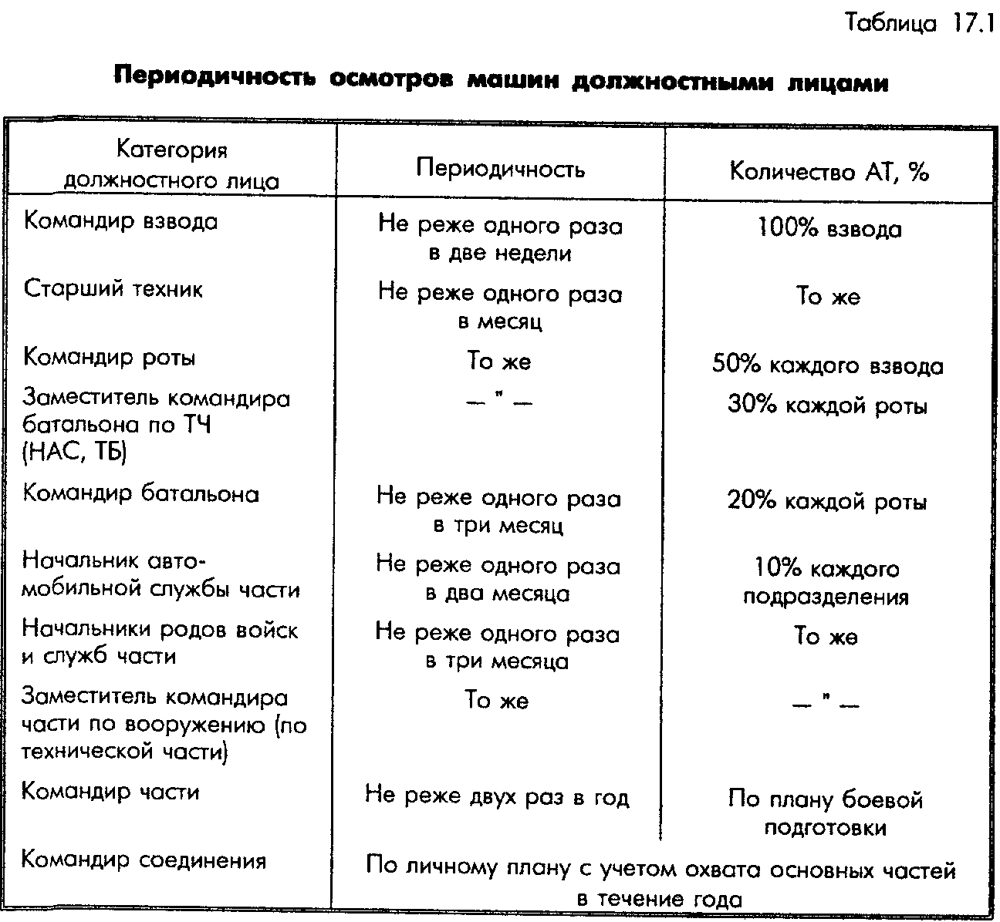 Таблица 17.1
Периодичность осмотров машин должностными лицами
Категория
должностного лица
Периодичность
Количество АТ, %
Командир взвода
Не реже одного раза
в две недели
100% взвода
Старший техник
Не реже одного раза
в месяц
То же
Командир роты
То же
50% каждого взвода
Заместитель командира
батальона по ТЧ
(НАС, ТБ)
— " —
30% каждой роты
Командир батальона
Не реже одного раза
в три месяц
20% каждой роты
Начальник авто-
мобильной службы части
Не реже одного раза
в два месяца
10% каждого
подразделения
Начальники родов войск
и служб части
Не реже одного раза
в три месяца
То же
Заместитель командира
части по вооружению (по
технической части)
То же
— " —
Командир части
Не реже двух раз в год
По плану боевой
подготовки
Командир соединения
По личному плану с учетом охвата основных частей
в течение года